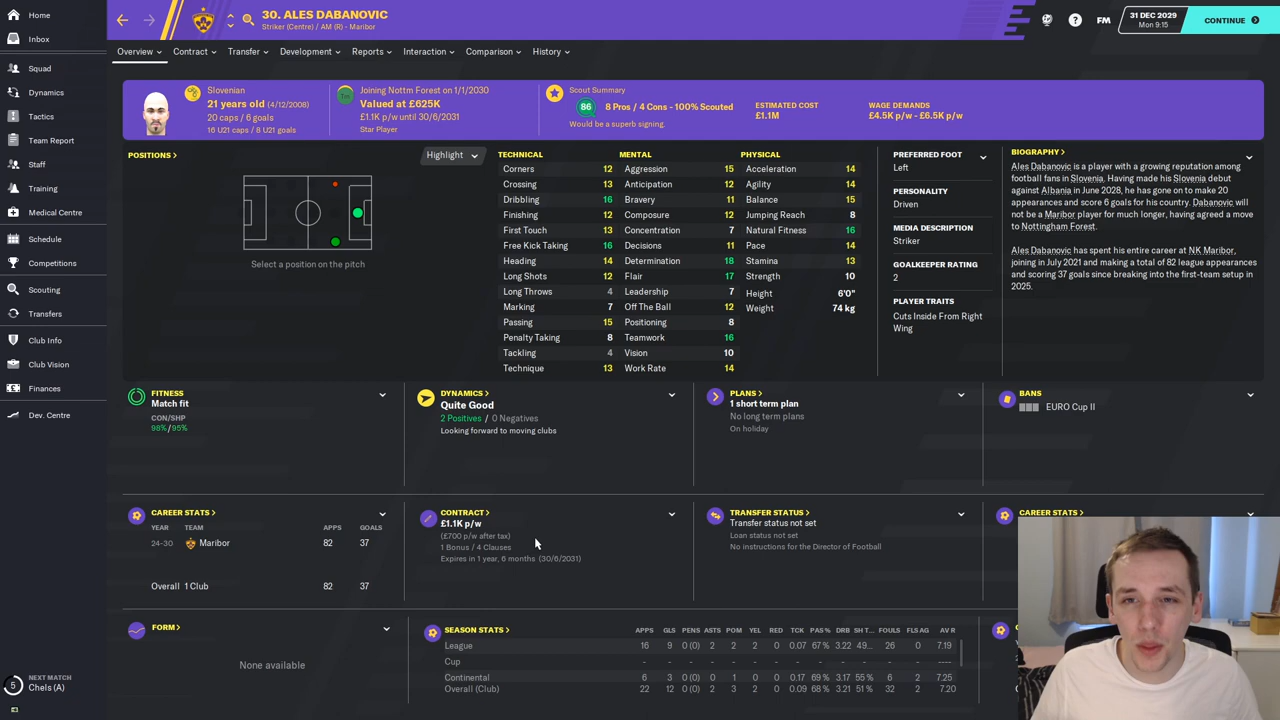 Home
Inbox
Squad
Dynamics
Tactics
Team Report
Staff
Training
Medical Centre
Schedule
Competitions
Scouting
Transfers
Club Info
Club Vision
Finances
Dev. Centre
5
NEXT MATCH
Chels (A)
30. ALES DABANOVIC
Striker (Centre) / AM (R) - Maribor
?
FM
31 DEC 2029
Mon 9:15
CONTINUE
Overview
Contract
Transfer
Development
Reports
Interaction
Comparison
History
Slovenian
21 years old (4/12/2008)
20 caps / 6 goals
16 U21 caps / 8 U21 goals
Joining Nottm Forest on 1/1/2030
Valued at £625K
£1.1K p/w until 30/6/2031
Star Player
Scout Summary
86
8 Pros / 4 Cons - 100% Scouted
Would be a superb signing.
ESTIMATED COST
£1.1M
WAGE DEMANDS
£4.5K p/w - £6.5K p/w
POSITIONS
Highlight
Select a position on the pitch
TECHNICAL
Corners 12
Crossing 13
Dribbling 16
Finishing 12
First Touch 13
Free Kick Taking 16
Heading 14
Long Shots 12
Long Throws 4
Marking 7
Passing 15
Penalty Taking 8
Tackling 4
Technique 13
MENTAL
Aggression 15
Anticipation 12
Bravery 11
Composure 12
Concentration 7
Decisions 11
Determination 18
Flair 17
Leadership 7
Off The Ball 12
Positioning 8
Teamwork 16
Vision 10
Work Rate 14
PHYSICAL
Acceleration 14
Agility 14
Balance 15
Jumping Reach 8
Natural Fitness 16
Pace 14
Stamina 13
Strength 10
Height 6'0"
Weight 74 kg
PREFERRED FOOT
Left
PERSONALITY
Driven
MEDIA DESCRIPTION
Striker
GOALKEEPER RATING
2
PLAYER TRAITS
Cuts Inside From Right
Wing
BIOGRAPHY
Ales Dabanovic is a player with a growing reputation among
football fans in Slovenia. Having made his Slovenia debut
against Albania in June 2028, he has gone on to make 20
appearances and score 6 goals for his country. Dabanovic will
not be a Maribor player for much longer, having agreed a move
to Nottingham Forest.
Ales Dabanovic has spent his entire career at NK Maribor,
joining in July 2021 and making a total of 82 league appearances
and scoring 37 goals since breaking into the first-team setup in
2025.
FITNESS
Match fit
CON/SHP
98%/95%
DYNAMICS
Quite Good
2 Positives / 0 Negatives
Looking forward to moving clubs
PLANS
1 short term plan
No long term plans
On holiday
BANS
EURO Cup II
CAREER STATS
YEAR TEAM APPS GOALS
24-30 Maribor 82 37
Overall 1 Club 82 37
CONTRACT
£1.1K p/w
(£700 p/w after tax)
1 Bonus / 4 Clauses
Expires in 1 year, 6 months (30/6/2031)
TRANSFER STATUS
Transfer status not set
Loan status not set
No instructions for the Director of Football
CAREER STATS
FORM
None available
SEASON STATS APPS GLS PENS ASTS POM YEL RED TCK PAS% DRB SH T... FOULS FLS AG AV R
League 16 9 0 (0) 2 2 2 0 0.07 67 % 3.22 49... 26 0 7.19
Cup - - - - - - - - - - - - - ----
Continental 6 3 0 (0) 0 1 0 0 0.17 69 % 3.17 55 % 6 2 7.25
Overall (Club) 22 12 0 (0) 2 3 2 0 0.09 68 % 3.21 51 % 32 2 7.20